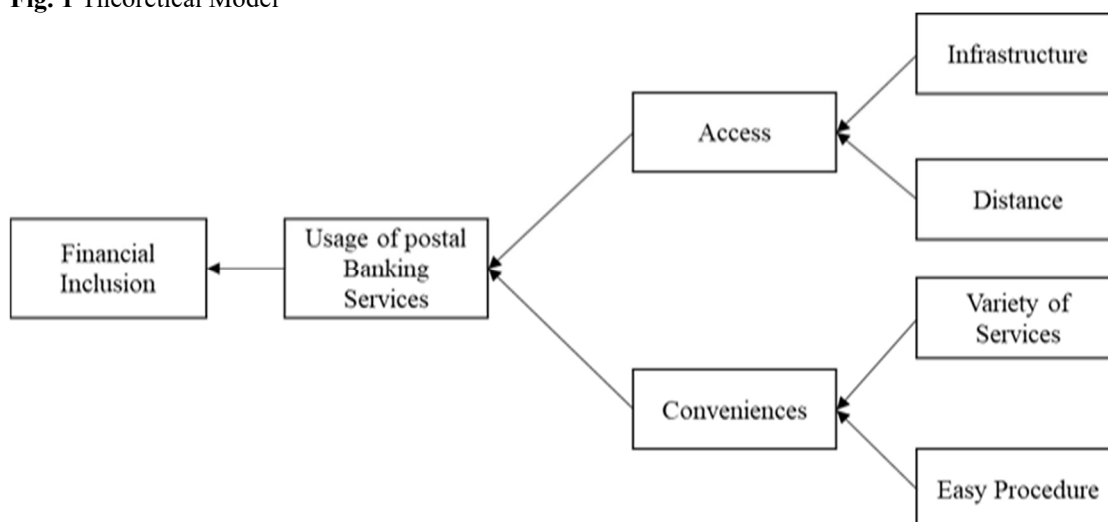 Fig. 1 Theoretical Model
Infrastructure
Access
Distance
Financial
Inclusion
Usage of postal
Banking
Services
Variety of
Services
Conveniences
Easy Procedure